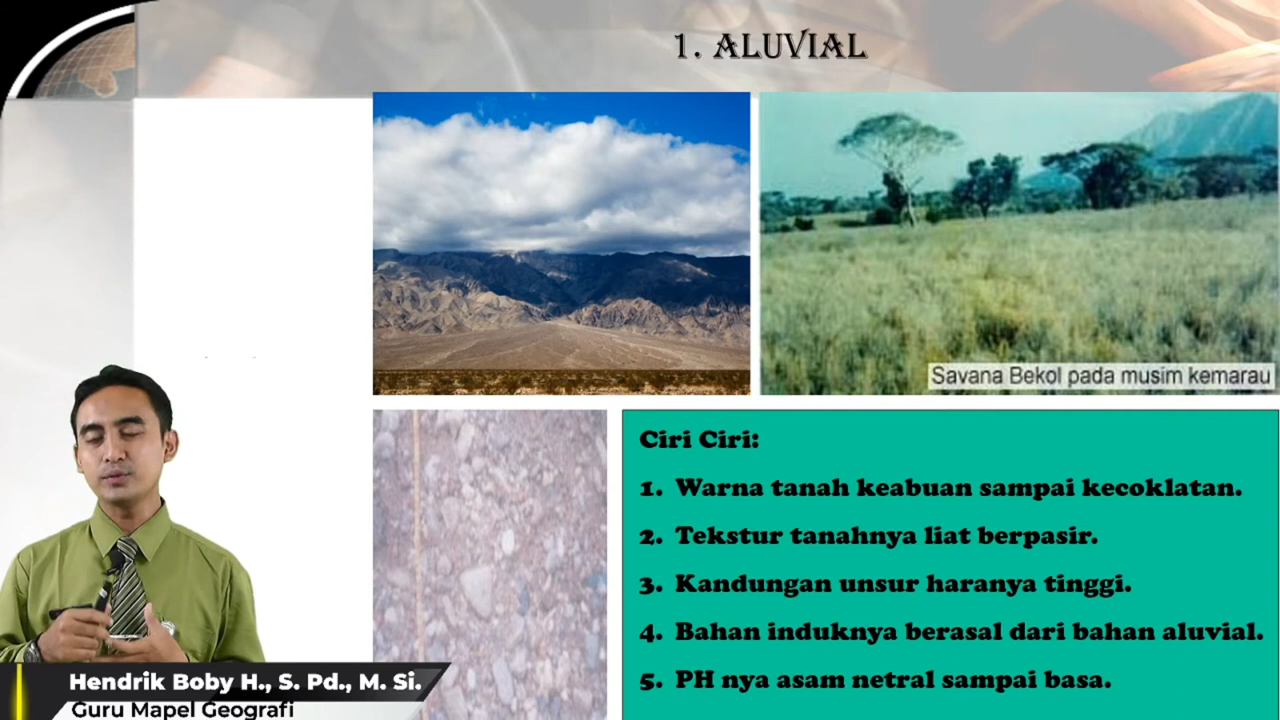 1. ALUVIAL
Savana Bekol pada musim kemarau
Ciri Ciri:
1. Warna tanah keabuan sampai kecoklatan.
2. Tekstur tanahnya liat berpasir.
3. Kandungan unsur haranya tinggi.
4. Bahan induknya berasal dari bahan aluvial.
5. PH nya asam netral sampai basa.
Hendrik Boby H., S. Pd., M. Si.
Guru Mapel Geografi